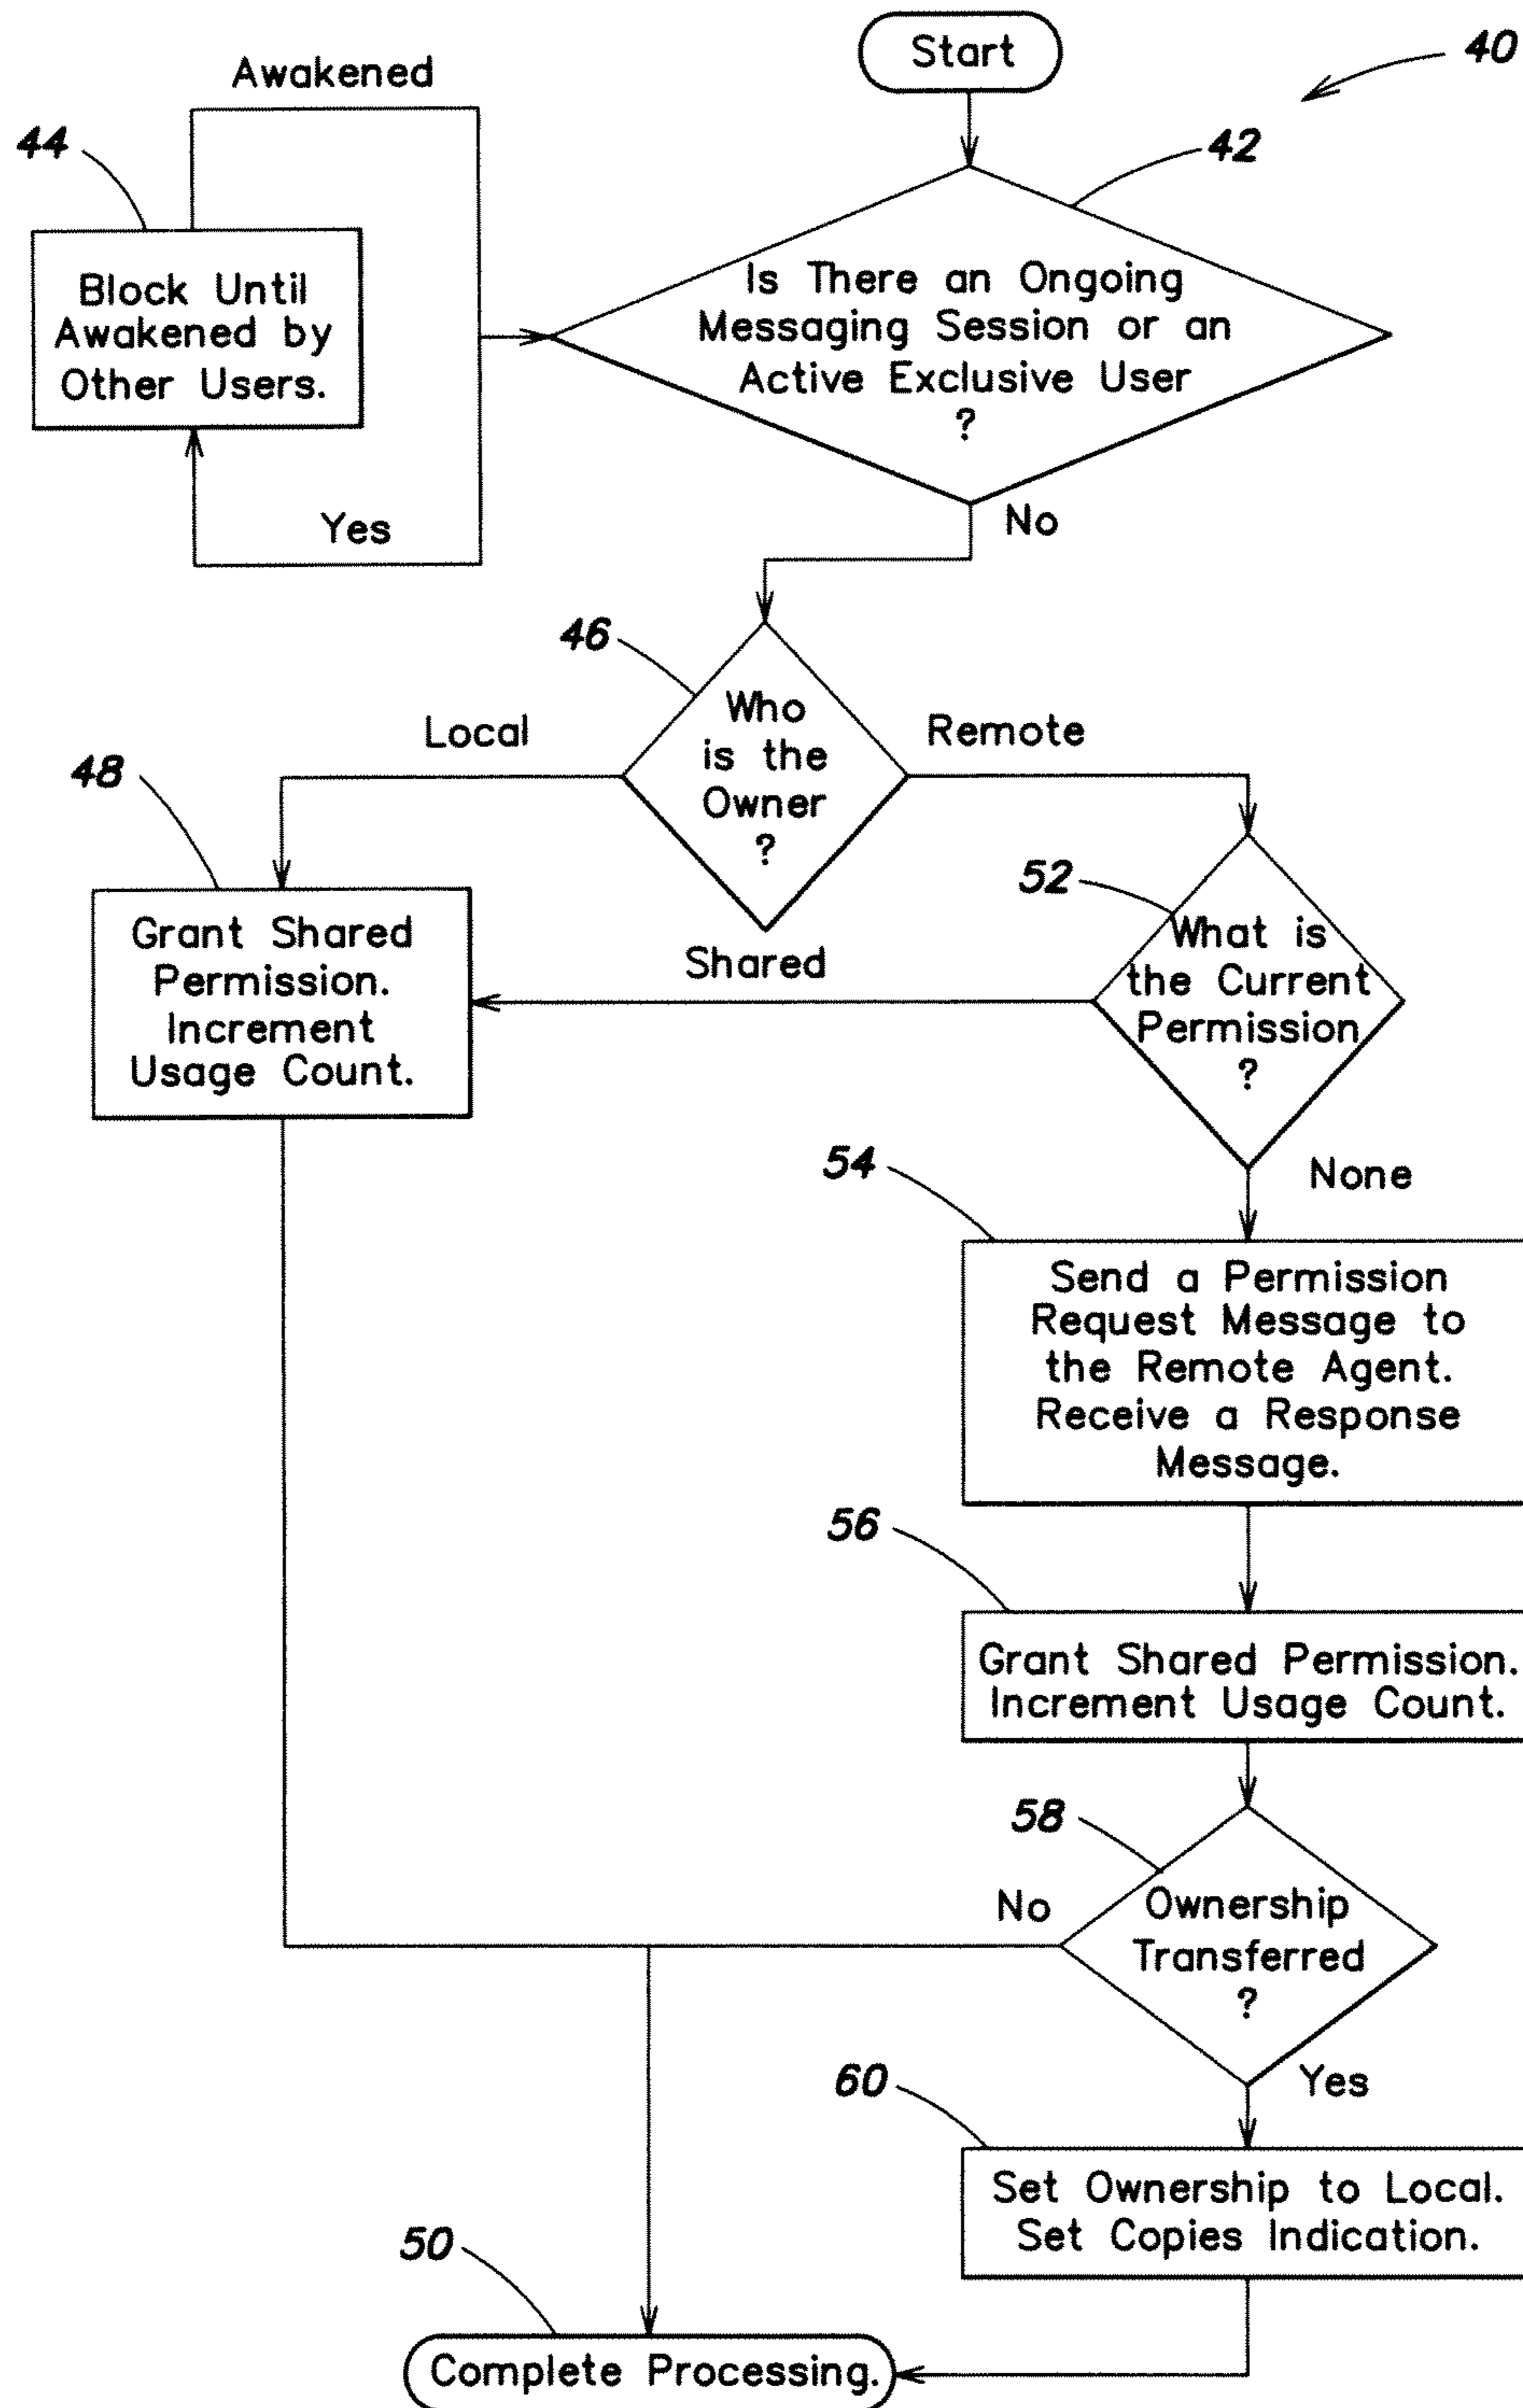 Start
40
Awakened
44
42
Block Until
Awakened by
Other Users.
Is There an Ongoing
Messaging Session or an
Active Exclusive User
?
Yes
No
46
Who
is the
Owner
?
Local
Remote
48
52
Grant Shared
Permission.
Increment
Usage Count.
Shared
What is
the Current
Permission
?
None
54
Send a Permission
Request Message to
the Remote Agent.
Receive a Response
Message.
56
Grant Shared Permission.
Increment Usage Count.
58
No
Ownership
Transferred
?
Yes
60
Set Ownership to Local.
Set Copies Indication.
50
Complete Processing.